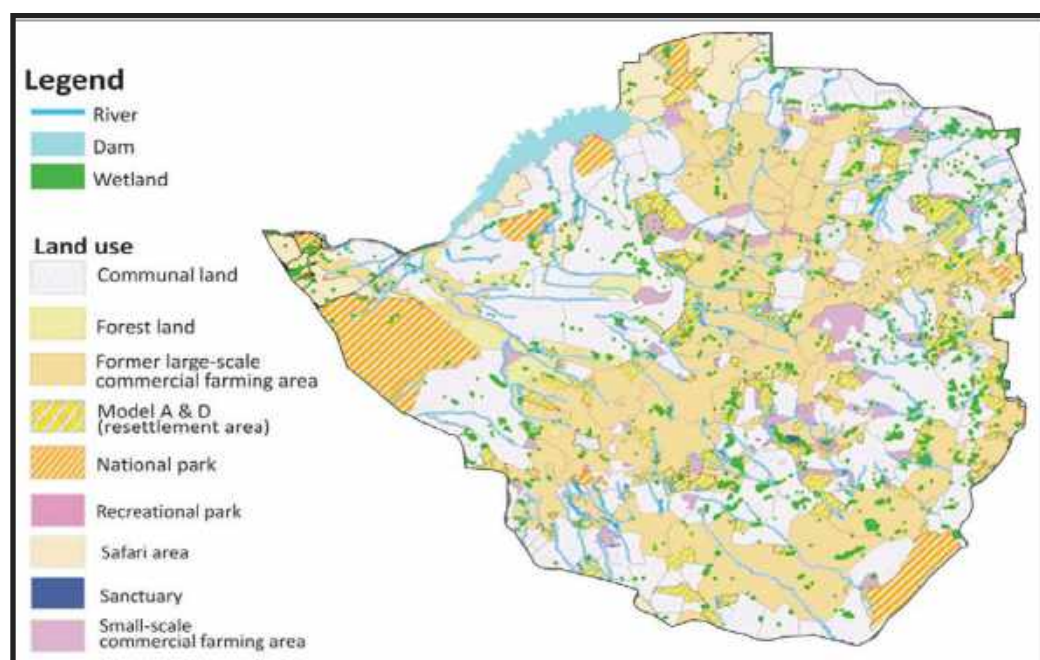 Legend
River
Dam
Wetland
Land use
Communal land
Forest land
Former large-scale
commercial farming area
Model A & D
(resettlement area)
National park
Recreational park
Safari area
Sanctuary
Small-scale
commercial farming area